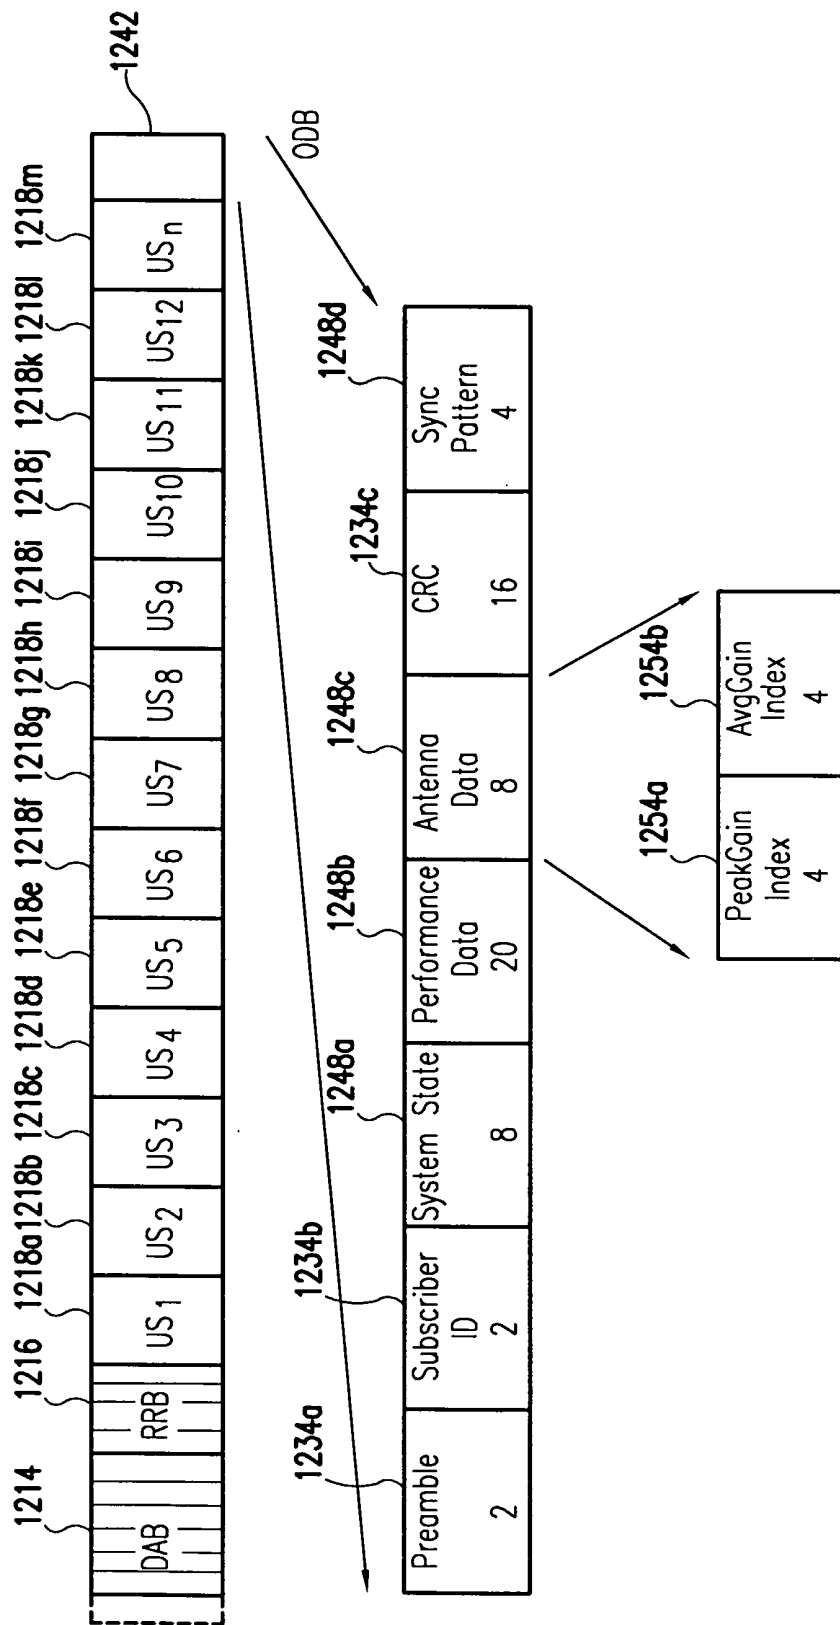 1214 1216 1218a 1218b 1218c 1218d 1218e 1218f 1218g 1218h 1218i 1218j 1218k 1218l 1218m
DAB RRB US1 US2 US3 US4 US5 US6 US7 US8 US9 US10 US11 US12 USn
1242
ODB
1234a 1234b 1248a 1248b 1248c 1234c 1248d
Preamble
2
Subscriber
ID
2
System State
8
Performance
Data
20
Antenna
Data
8
CRC
16
Sync
Pattern
4
1254a 1254b
PeakGain
Index
4
AvgGain
Index
4